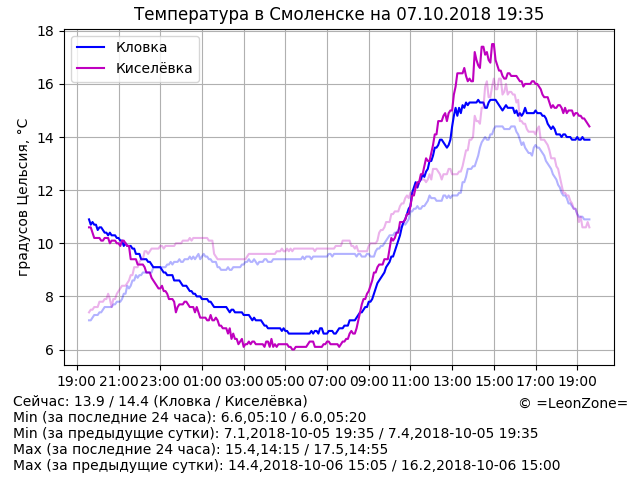 Температура в Смоленске на 07.10.2018 19:35
градусов Цельсия, °C
18
16
14
12
10
8
6
Кловка
Киселёвка
19:00 21:00 23:00 01:00 03:00 05:00 07:00 09:00 11:00 13:00 15:00 17:00 19:00
Сейчас: 13.9 / 14.4 (Кловка / Киселёвка)
© =LeonZone=
Min (за последние 24 часа): 6.6,05:10 / 6.0,05:20
Min (за предыдущие сутки): 7.1,2018-10-05 19:35 / 7.4,2018-10-05 19:35
Max (за последние 24 часа): 15.4,14:15 / 17.5,14:55
Max (за предыдущие сутки): 14.4,2018-10-06 15:05 / 16.2,2018-10-06 15:00